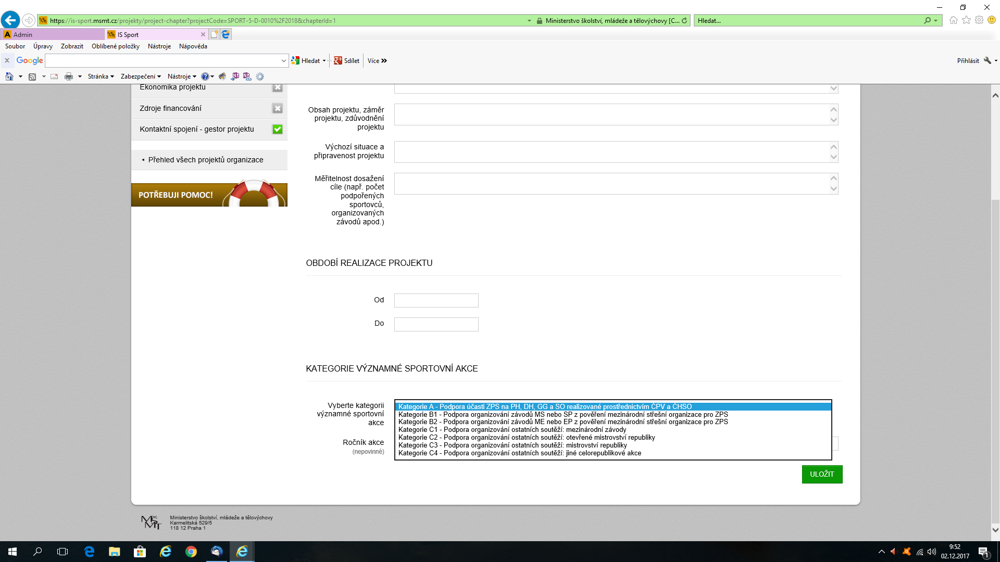 https://is-sport.msmt.cz/projekty/project-chapter?projectCode=SPORT-5-D-0010%2F2018&chapterId=1
Ministerstvo školství, mládeže a tělovýchovy [C...
Hledat...
Admin
IS Sport
Soubor Úpravy Zobrazit Oblíbené položky Nástroje Nápověda
x Google Hledat Sdílet Více
Přihlásit
Stránka Zabezpečení Nástroje
Ekonomika projektu
Zdroje financování
Kontaktní spojení - gestor projektu
Přehled všech projektů organizace
POTŘEBUJI POMOC!
Obsah projektu, záměr
projektu, zdůvodnění
projektu
Výchozí situace a
připravenost projektu
Měřitelnost dosažení
cíle (např. počet
podpořených
sportovců,
organizovaných
závodů apod.)
OBDOBÍ REALIZACE PROJEKTU
Od
Do
KATEGORIE VÝZNAMNÉ SPORTOVNÍ AKCE
Vyberte kategorii
významné sportovní
akce
Kategorie A - Podpora účasti ZPS na PH, DH, GG a SO realizované prostřednictvím ČPV a ČHSO
Kategorie B1 - Podpora organizování závodů MS nebo SP z pověření mezinárodní střešní organizace pro ZPS
Kategorie B2 - Podpora organizování závodů ME nebo EP z pověření mezinárodní střešní organizace pro ZPS
Kategorie C1 - Podpora organizování ostatních soutěží: mezinárodní závody
Kategorie C2 - Podpora organizování ostatních soutěží: otevřené mistrovství republiky
Kategorie C3 - Podpora organizování ostatních soutěží: mistrovství republiky
Kategorie C4 - Podpora organizování ostatních soutěží: jiné celorepublikové akce
Ročník akce
(nepovinné)
ULOŽIT
MŠMT
Ministerstvo školství, mládeže a tělovýchovy
Karmelitská 529/5
118 12 Praha 1
9:52
02.12.2017
1